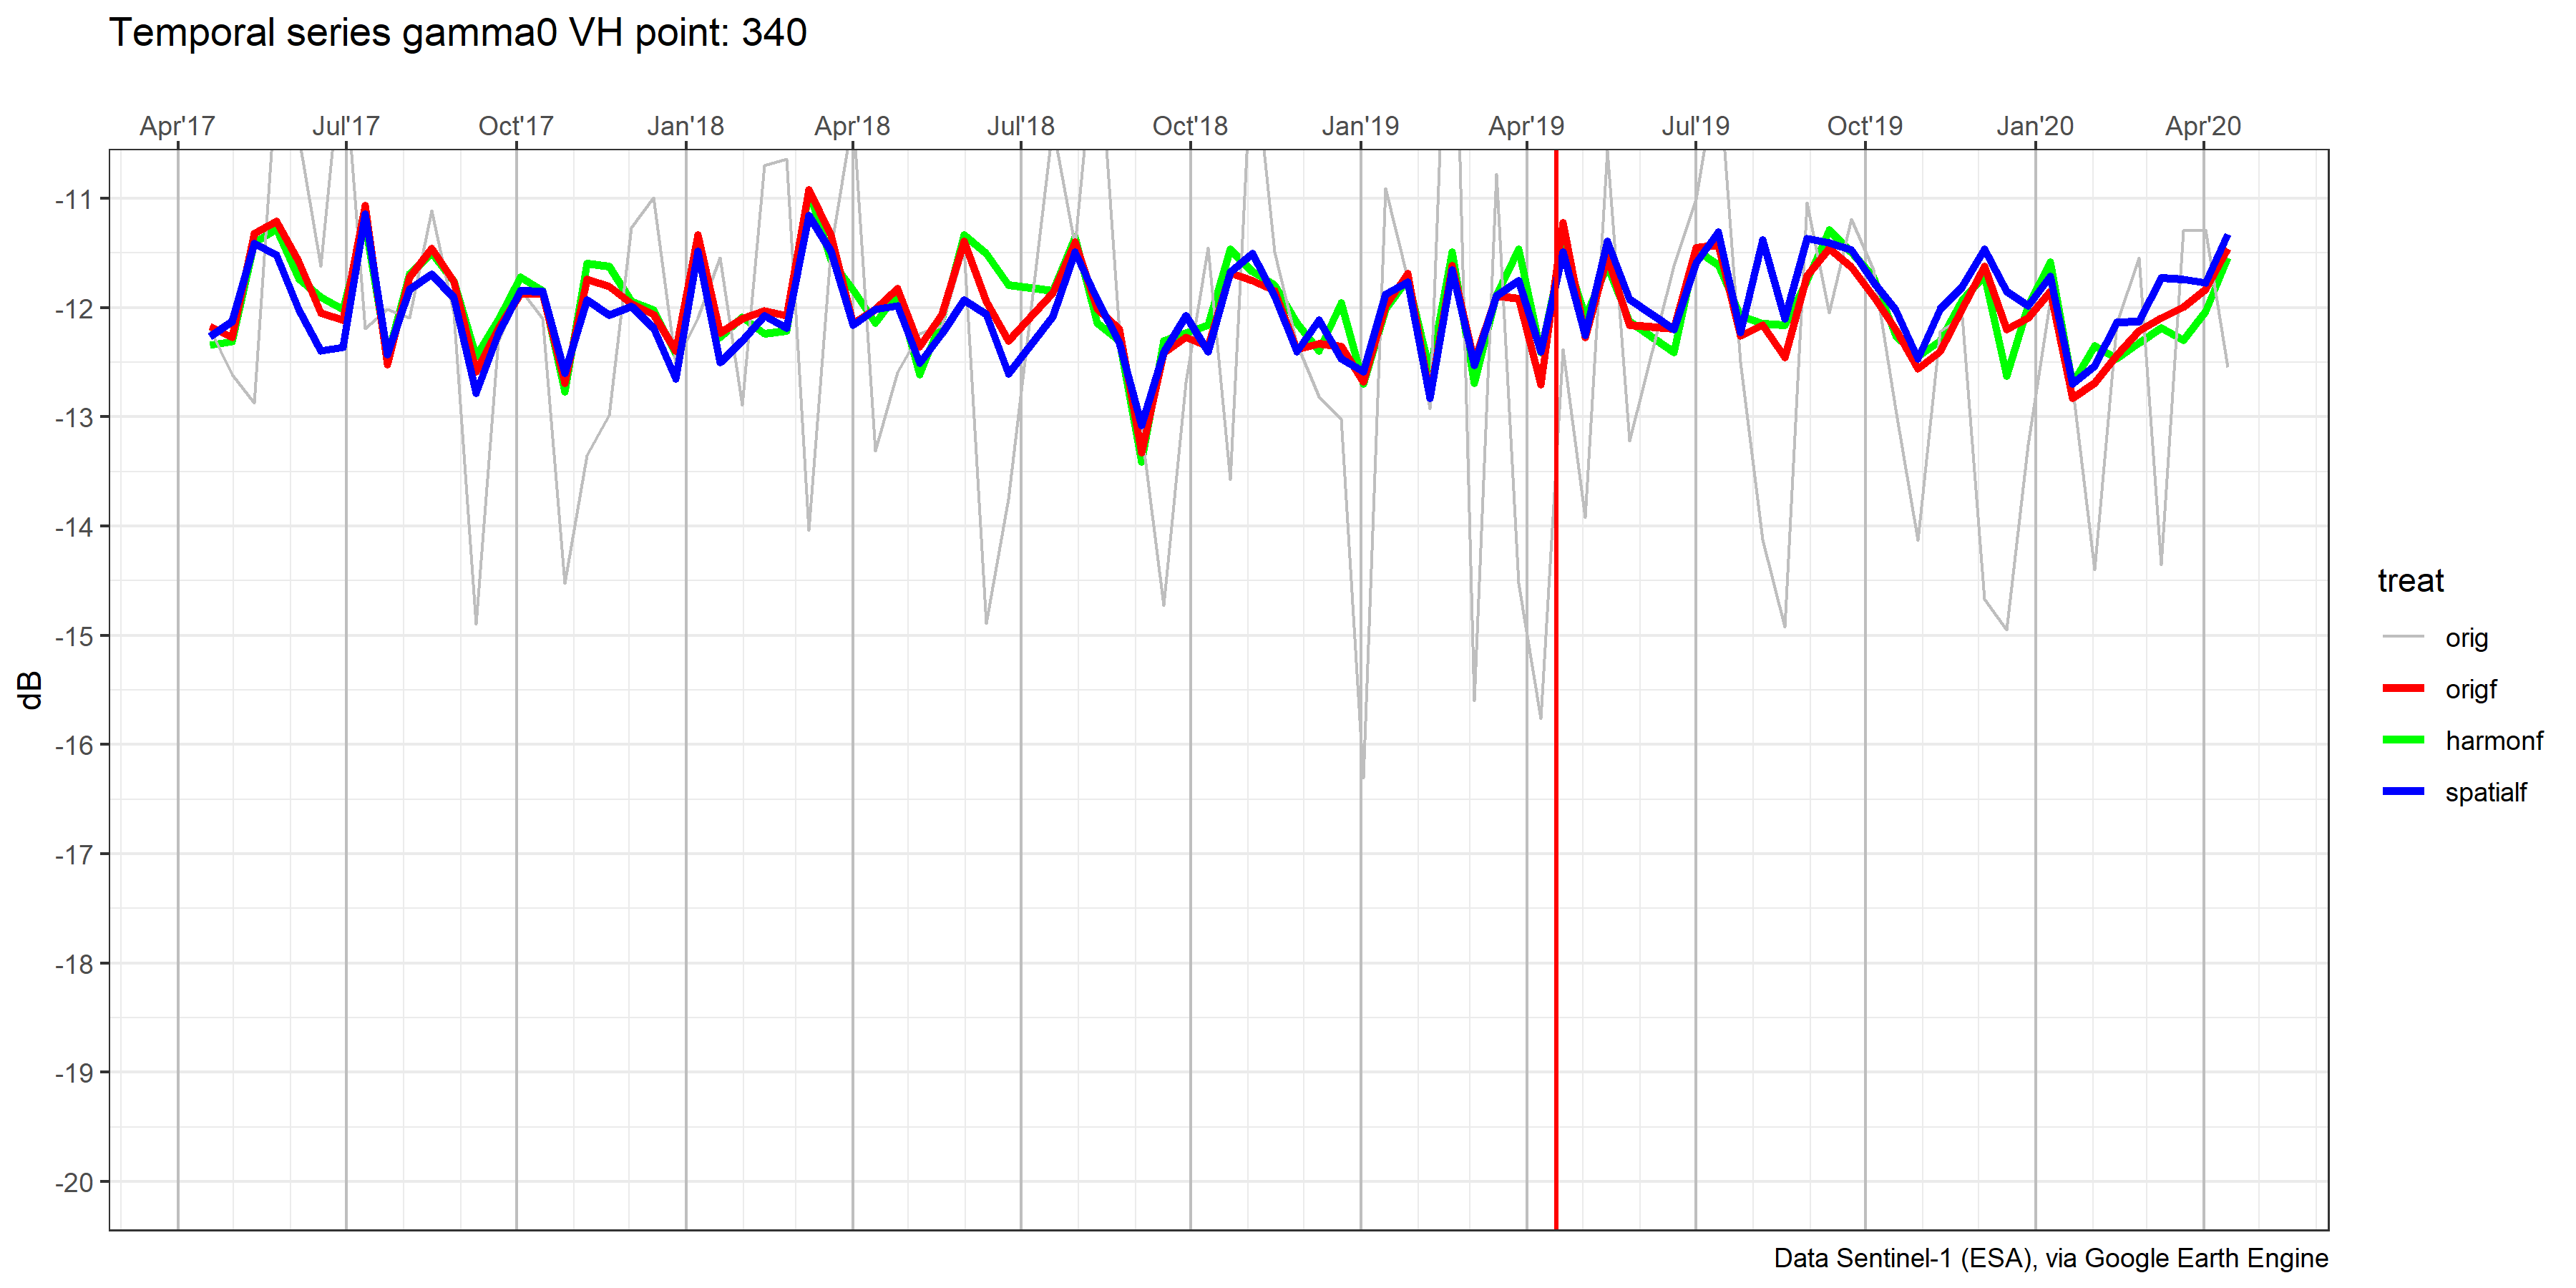 Temporal series gamma0 VH point: 340
Apr'17 Jul'17 Oct'17 Jan'18 Apr'18 Jul'18 Oct'18 Jan'19 Apr'19 Jul'19 Oct'19 Jan'20 Apr'20
-11
-12
-13
-14
-15
-16
-17
-18
-19
-20
dB
treat
orig
origf
harmonf
spatialf
Data Sentinel-1 (ESA), via Google Earth Engine